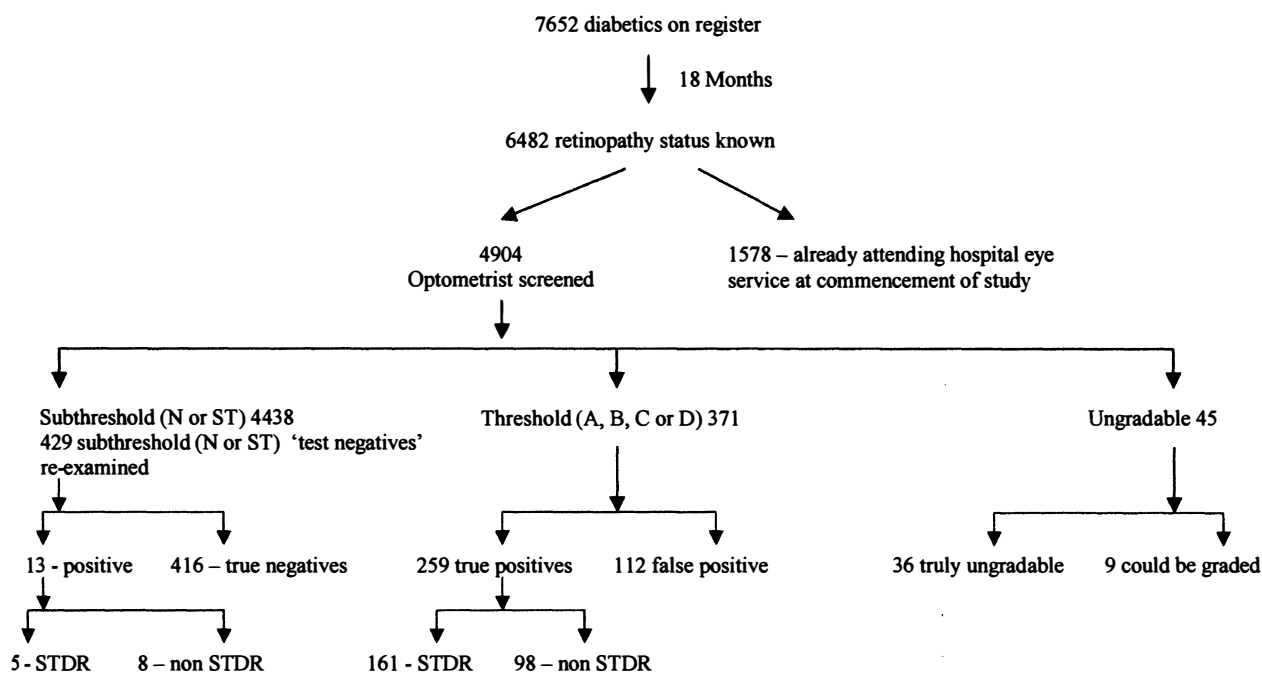 7652 diabetics on register
18 Months
6482 retinopathy status known
4904
Optometrist screened
1578 – already attending hospital eye
service at commencement of study
Subthreshold (N or ST) 4438
429 subthreshold (N or ST) ‘test negatives’
re-examined
Threshold (A, B, C or D) 371
Ungradable 45
13 - positive
416 – true negatives
259 true positives
112 false positive
36 truly ungradable
9 could be graded
5 - STDR
8 – non STDR
161 - STDR
98 – non STDR